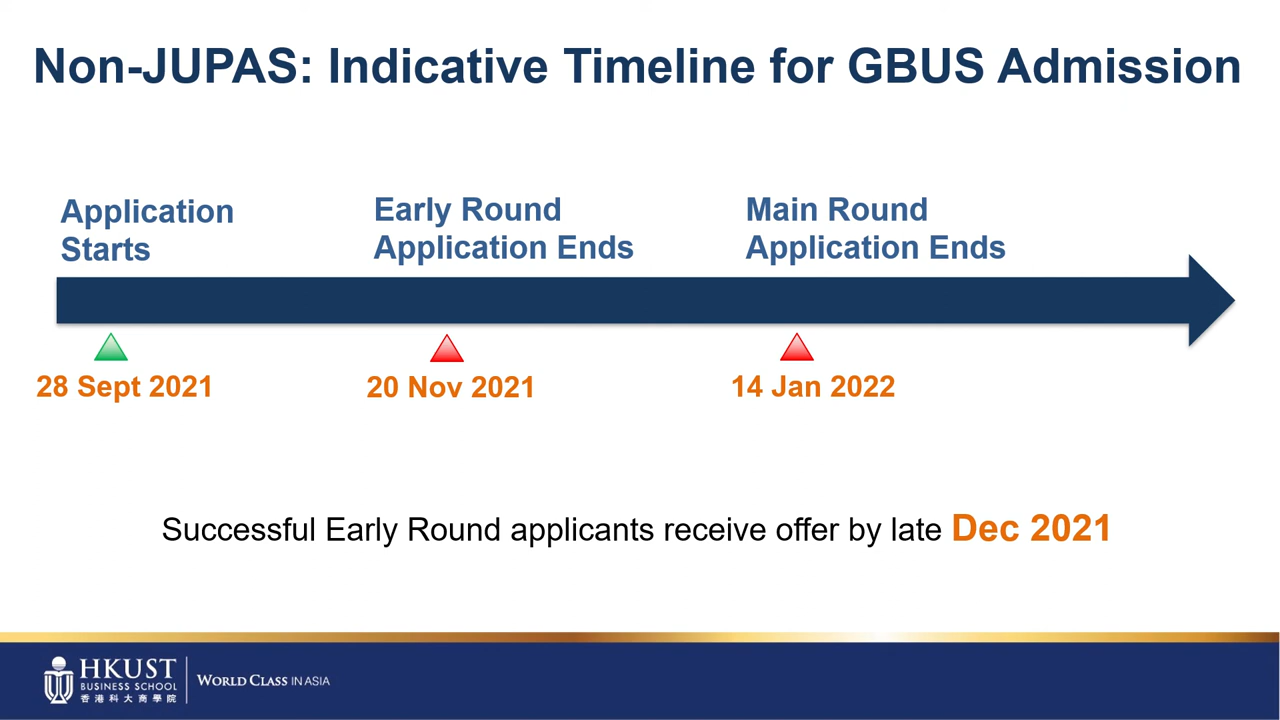 Non-JUPAS: Indicative Timeline for GBUS Admission
Application
Starts
Early Round
Application Ends
Main Round
Application Ends
28 Sept 2021
20 Nov 2021
14 Jan 2022
Successful Early Round applicants receive offer by late Dec 2021
HKUST
BUSINESS SCHOOL
香港科大商學院
WORLD CLASS IN ASIA